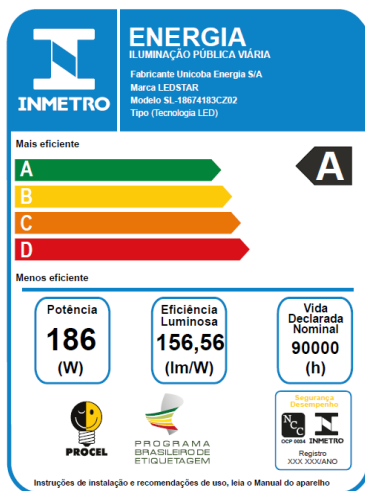 INMETRO
ENERGIA
ILUMINAÇÃO PÚBLICA VIÁRIA
Fabricante Unicoba Energia S/A
Marca LEDSTAR
Modelo SL-18674183CZ02
Tipo (Tecnologia LED)
Mais eficiente
A
B
C
D
A
Menos eficiente
Potência
186
(W)
Eficiência
Luminosa
156,56
(lm/W)
Vida
Declarada
Nominal
90000
(h)
PROCEL
PROGRAMA
BRASILEIRO DE
ETIQUETAGEM
Segurança
Desempenho
NCC
OCP 0034 INMETRO
Registro
XXX XXX/ANO
Instruções de instalação e recomendações de uso, leia o Manual do aparelho